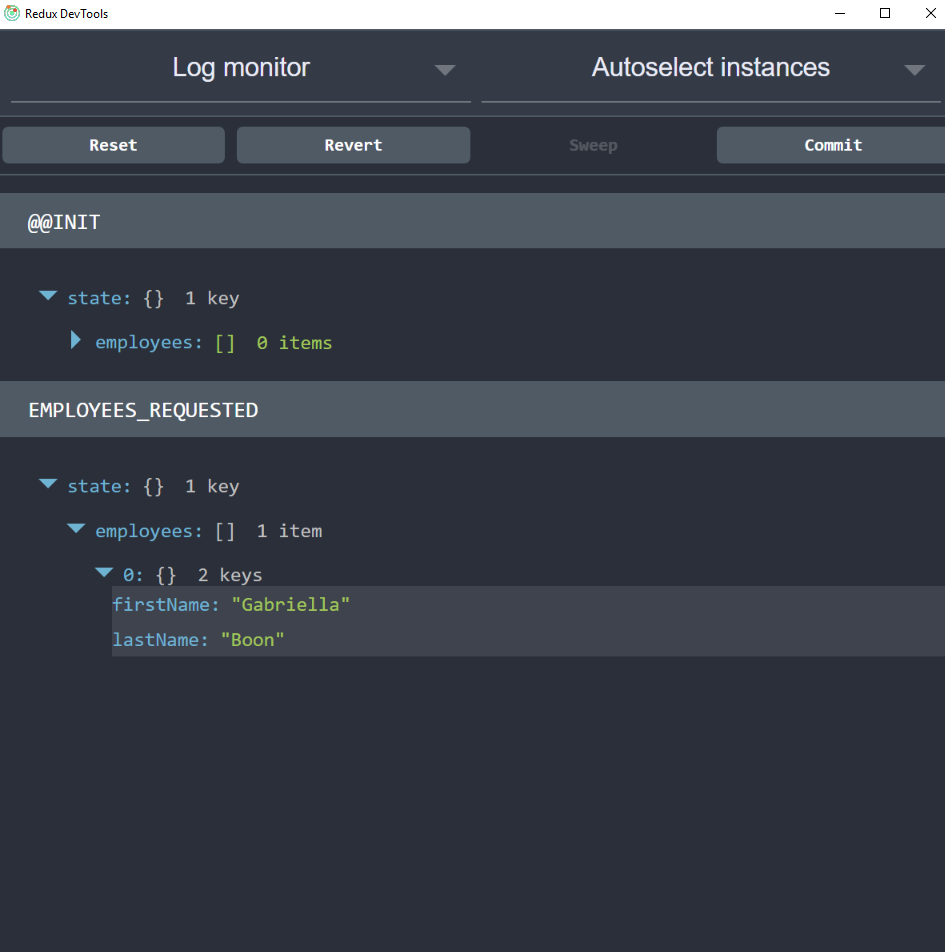 Redux DevTools
Log monitor Autoselect instances
Reset Revert Sweep Commit
@@INIT
state: {} 1 key
employees: [] 0 items
EMPLOYEES_REQUESTED
state: {} 1 key
employees: [] 1 item
0: {} 2 keys
firstName: "Gabriella"
lastName: "Boon"